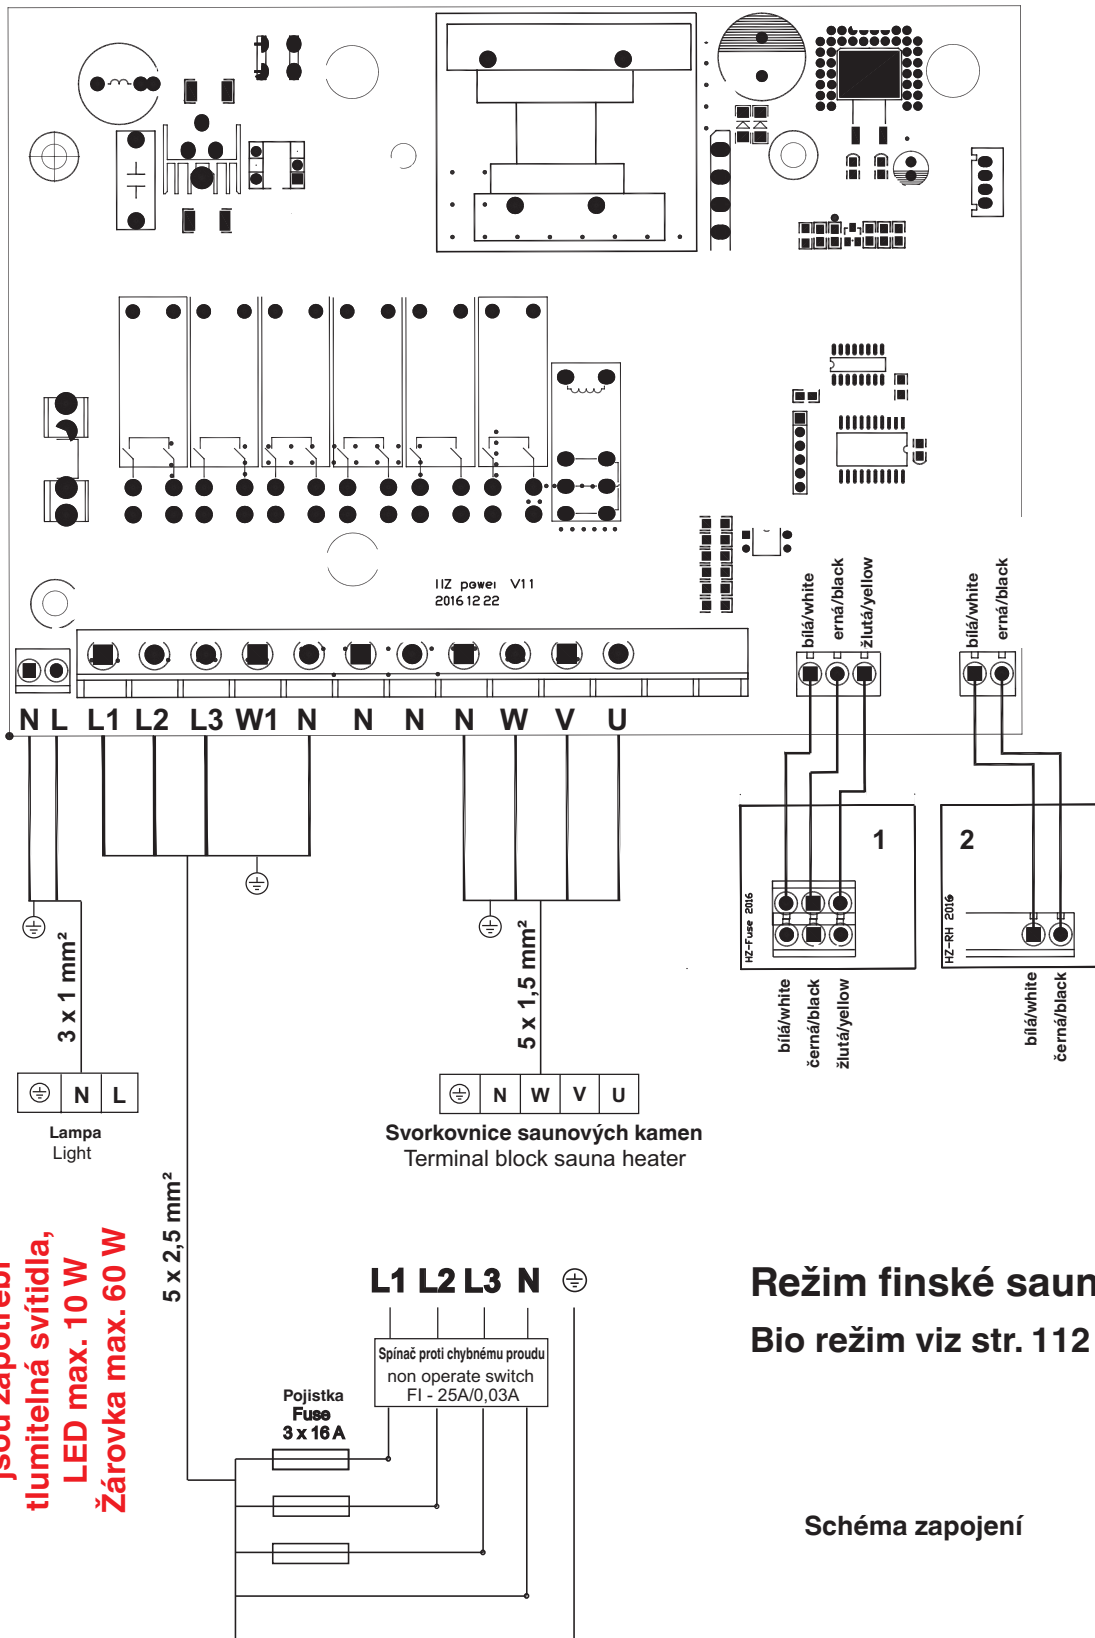 IIZ power V11
2016 12 22
bílá/white
erná/black
žlutá/yellow
bílá/white
erná/black
N L L1 L2 L3 W1 N N N N W V U
1
2
HZ-Fuse 2016
HZ-RH 2016
bílá/white
černá/black
žlutá/yellow
bílá/white
černá/black
3 x 1 mm²
5 x 1,5 mm²
N L
Lampa
Light
N W V U
Svorkovnice saunových kamen
Terminal block sauna heater
5 x 2,5 mm²
jsou zapotřebí
tlumitelná svítidla,
LED max. 10 W
Žárovka max. 60 W
L1 L2 L3 N
Spínač proti chybnému proudu
non operate switch
FI - 25A/0,03A
Pojistka
Fuse
3 x 16 A
Režim finské saun
Bio režim viz str. 112
Schéma zapojení